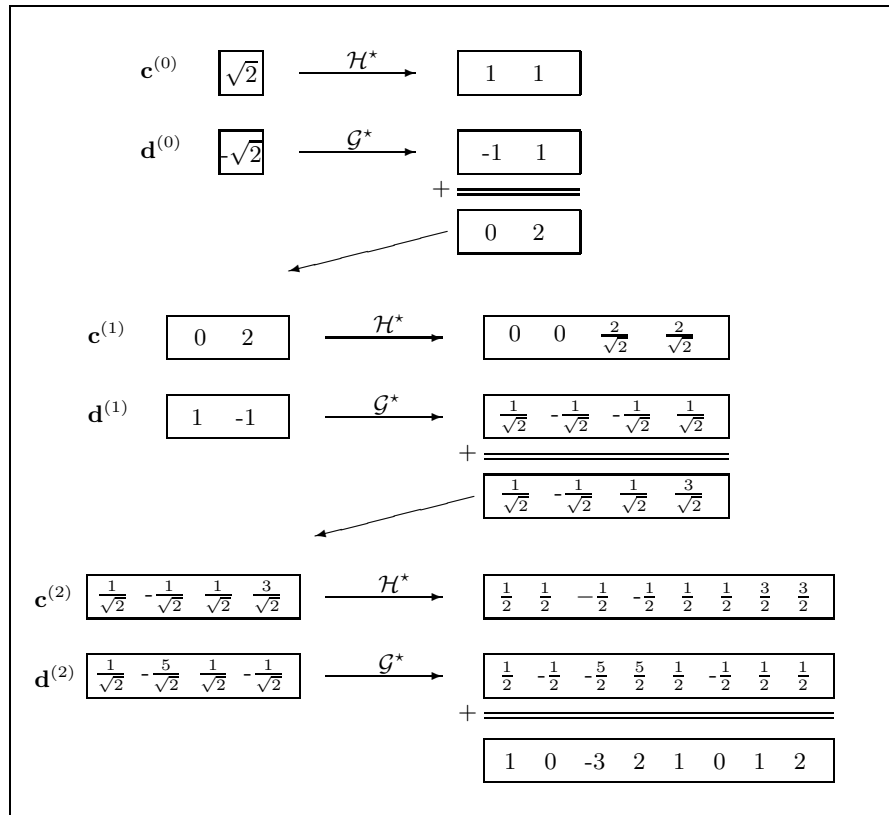 c^(0) √2 H⋆ 1 1
d^(0) -√2 G⋆ -1 1
+
0 2
c^(1) 0 2 H⋆ 0 0 2/√2 2/√2
d^(1) 1 -1 G⋆ 1/√2 -1/√2 -1/√2 1/√2
+
1/√2 -1/√2 1/√2 3/√2
c^(2) 1/√2 -1/√2 1/√2 3/√2 H⋆ 1/2 1/2 −1/2 -1/2 1/2 1/2 3/2 3/2
d^(2) 1/√2 -5/√2 1/√2 -1/√2 G⋆ 1/2 -1/2 -5/2 5/2 1/2 -1/2 1/2 1/2
+
1 0 -3 2 1 0 1 2